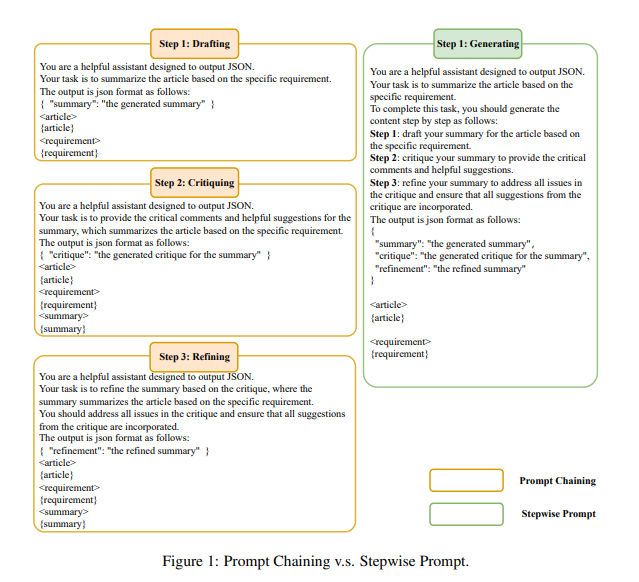 Step 1: Drafting
You are a helpful assistant designed to output JSON.
Your task is to summarize the article based on the specific requirement.
The output is json format as follows:
{ "summary": "the generated summary" }
<article>
{article}
<requirement>
{requirement}
Step 2: Critiquing
You are a helpful assistant designed to output JSON.
Your task is to provide the critical comments and helpful suggestions for the
summary, which summarizes the article based on the specific requirement.
The output is json format as follows:
{ "critique": "the generated critique for the summary" }
<article>
{article}
<requirement>
{requirement}
<summary>
{summary}
Step 3: Refining
You are a helpful assistant designed to output JSON.
Your task is to refine the summary based on the critique, where the
summary summarizes the article based on the specific requirement.
You should address all issues in the critique and ensure that all suggestions
from the critique are incorporated.
The output is json format as follows:
{ "refinement": "the refined summary" }
<article>
{article}
<requirement>
{requirement}
<summary>
{summary}
Step 1: Generating
You are a helpful assistant designed to output JSON.
Your task is to summarize the article based on the
specific requirement.
To complete this task, you should generate the
content step by step as follows:
Step 1: draft your summary for the article based on
the specific requirement.
Step 2: critique your summary to provide the critical
comments and helpful suggestions.
Step 3: refine your summary to address all issues in
the critique and ensure that all suggestions from the
critique are incorporated.
The output is json format as follows:
{
"summary": "the generated summary",
"critique": "the generated critique for the summary",
"refinement": "the refined summary"
}
<article>
{article}
<requirement>
{requirement}
Prompt Chaining
Stepwise Prompt
Figure 1: Prompt Chaining v.s. Stepwise Prompt.